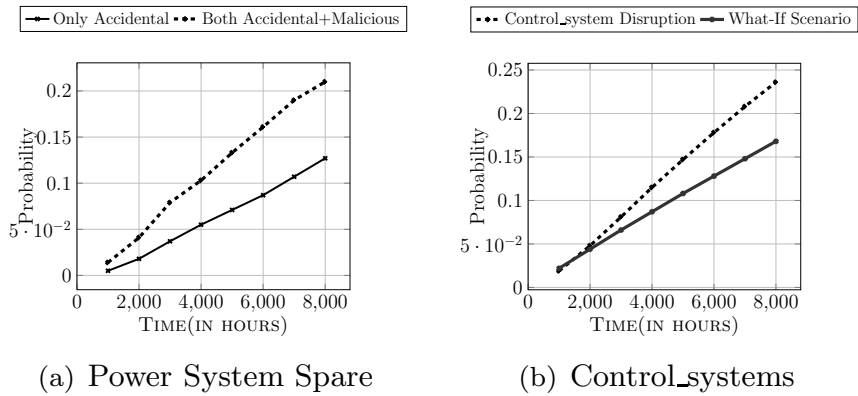 Only Accidental Both Accidental+Malicious
0.2
0.15
0.1
5 · 10−2
0
Probability
0 2,000 4,000 6,000 8,000
TIME(IN HOURS)
(a) Power System Spare
Control_system Disruption What-If Scenario
0.25
0.2
0.15
0.1
5 · 10−2
0
Probability
0 2,000 4,000 6,000 8,000
TIME(IN HOURS)
(b) Control_systems